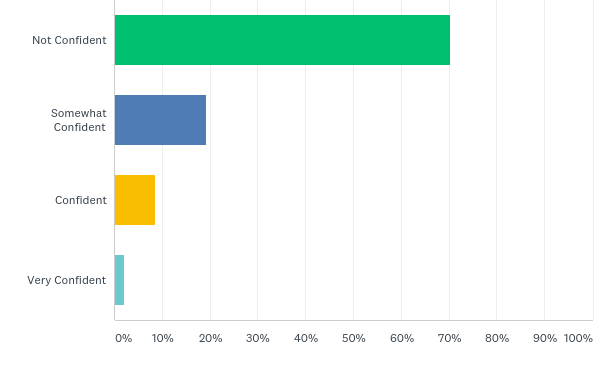 Not Confident
Somewhat
Confident
Confident
Very Confident
0% 10% 20% 30% 40% 50% 60% 70% 80% 90% 100%